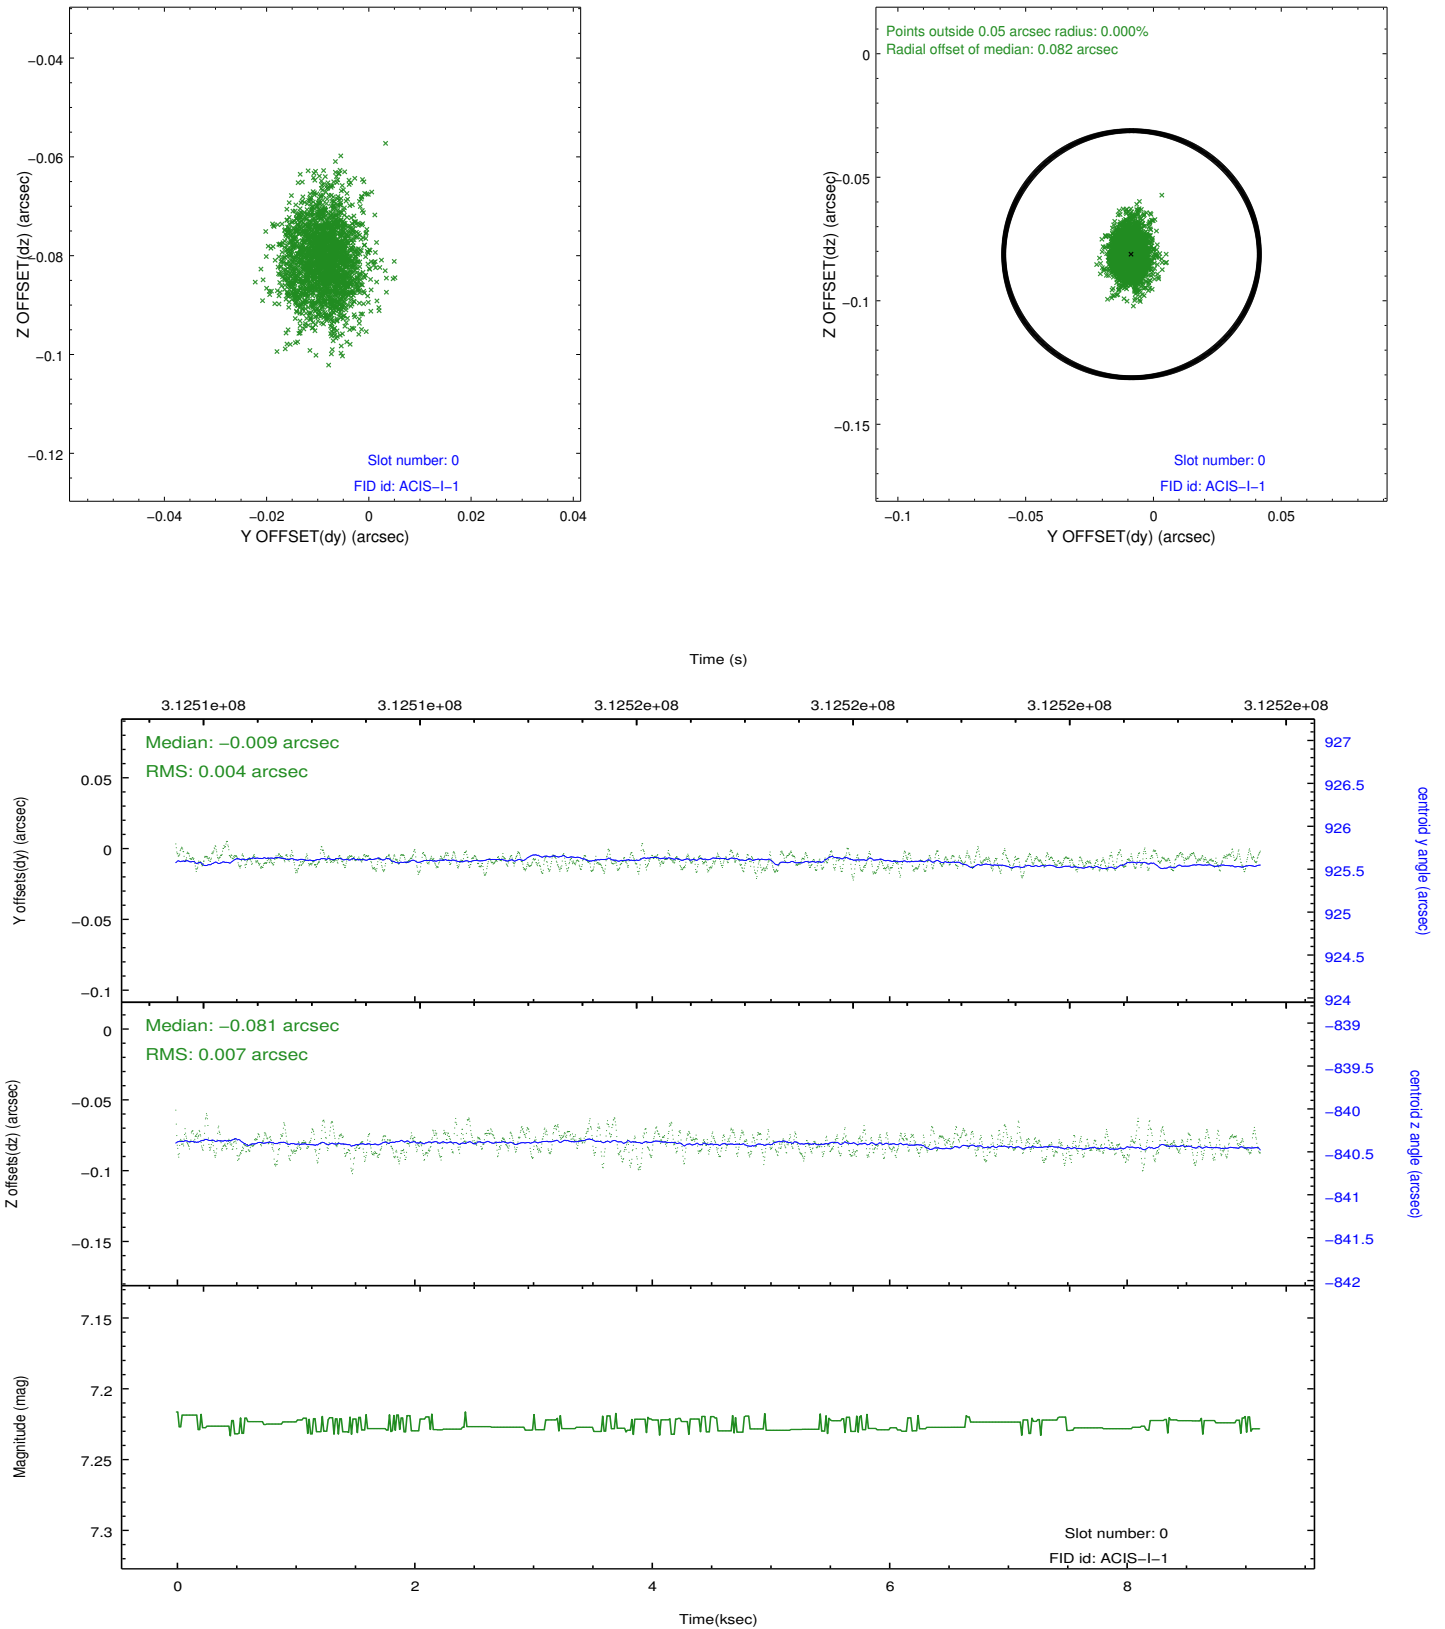 −0.04
−0.06
−0.08
−0.1
−0.12
Z OFFSET(dz) (arcsec)
Slot number: 0
FID id: ACIS−I−1
−0.04
−0.02
0
0.02
0.04
Y OFFSET(dy) (arcsec)
Points outside 0.05 arcsec radius: 0.000%
Radial offset of median: 0.082 arcsec
0
−0.05
−0.1
−0.15
Z OFFSET(dz) (arcsec)
Slot number: 0
FID id: ACIS−I−1
−0.1
−0.05
0
0.05
Y OFFSET(dy) (arcsec)
Time (s)
3.1251e+08
3.1251e+08
3.1252e+08
3.1252e+08
3.1252e+08
3.1252e+08
Median: −0.009 arcsec
RMS: 0.004 arcsec
0.05
0
−0.05
−0.1
Y offsets(dy) (arcsec)
927
926.5
926
925.5
925
924.5
924
centroid y angle (arcsec)
Median: −0.081 arcsec
RMS: 0.007 arcsec
0
−0.05
−0.1
−0.15
Z offsets(dz) (arcsec)
−839
−839.5
−840
−840.5
−841
−841.5
−842
centroid z angle (arcsec)
7.15
7.2
7.25
7.3
Magnitude (mag)
Slot number: 0
FID id: ACIS−I−1
0
2
4
6
8
Time(ksec)